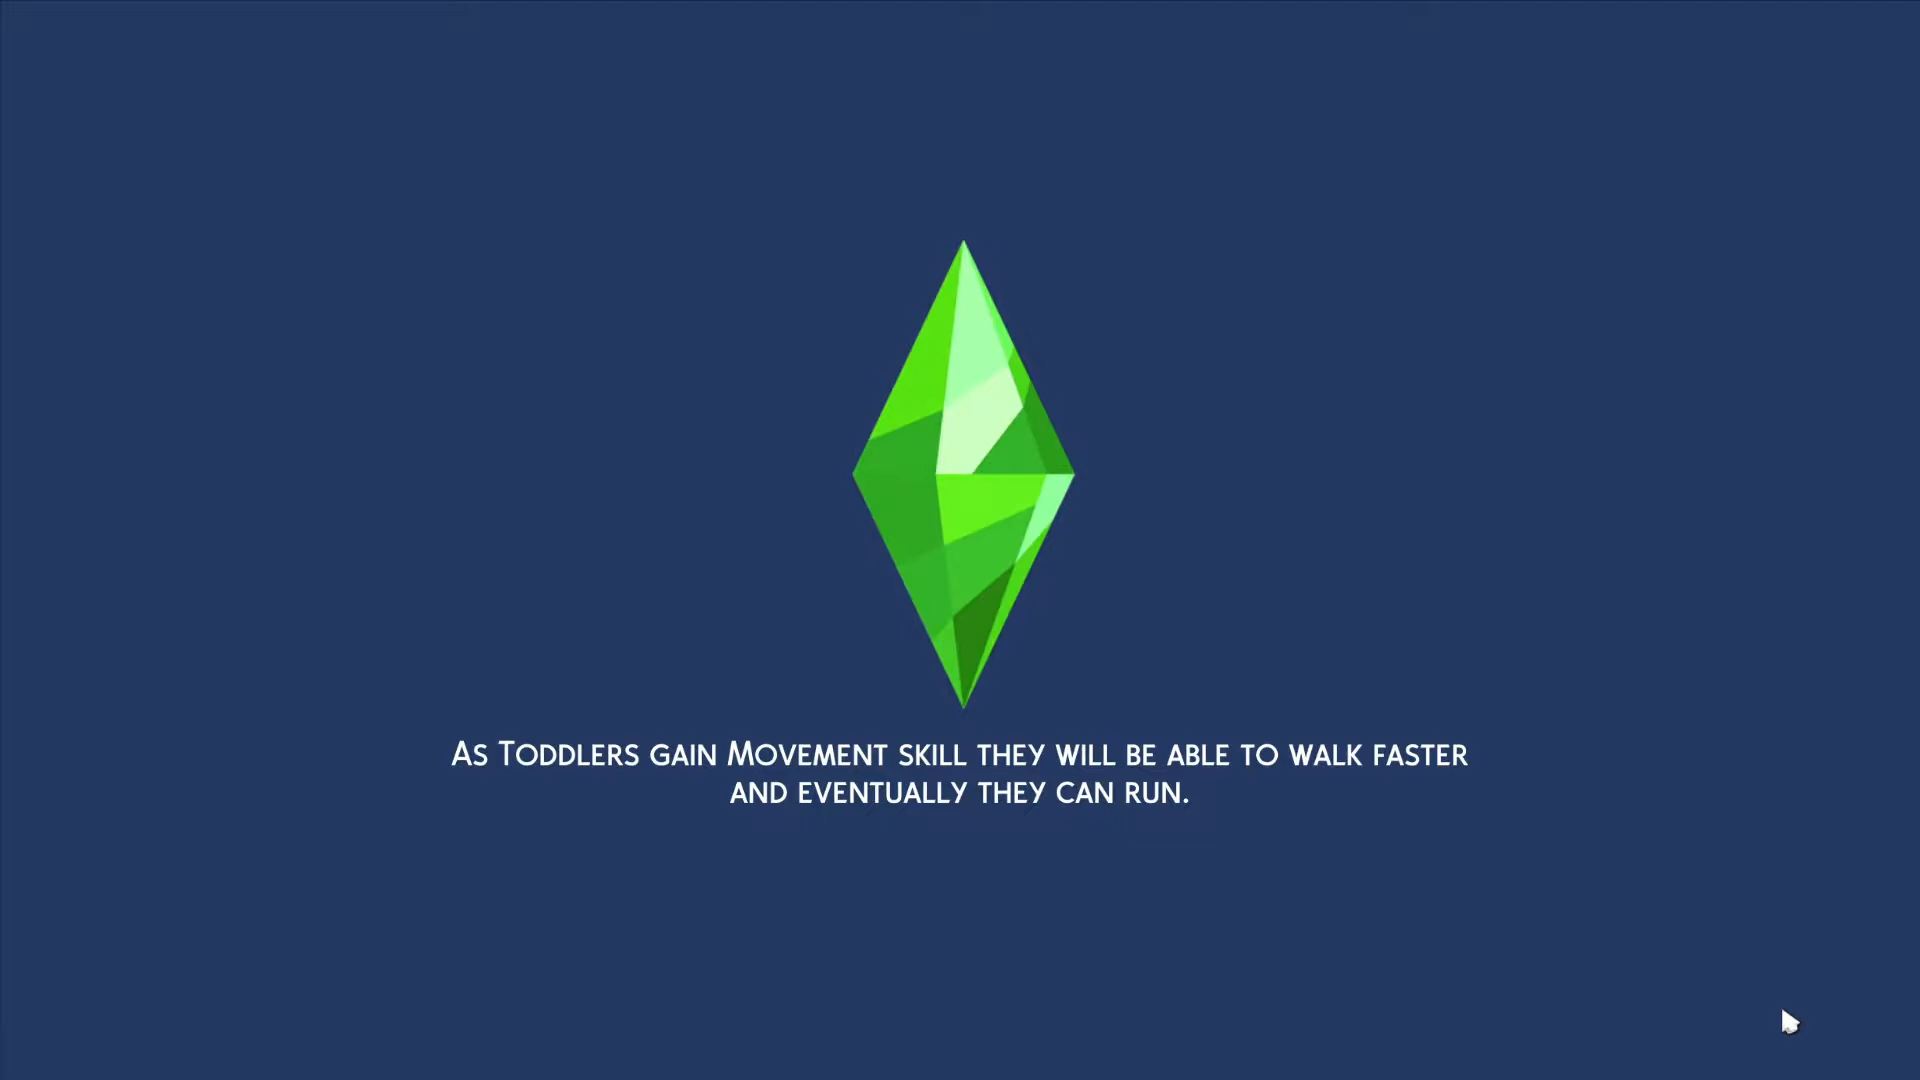 As Toddlers gain Movement skill they will be able to walk faster
and eventually they can run.